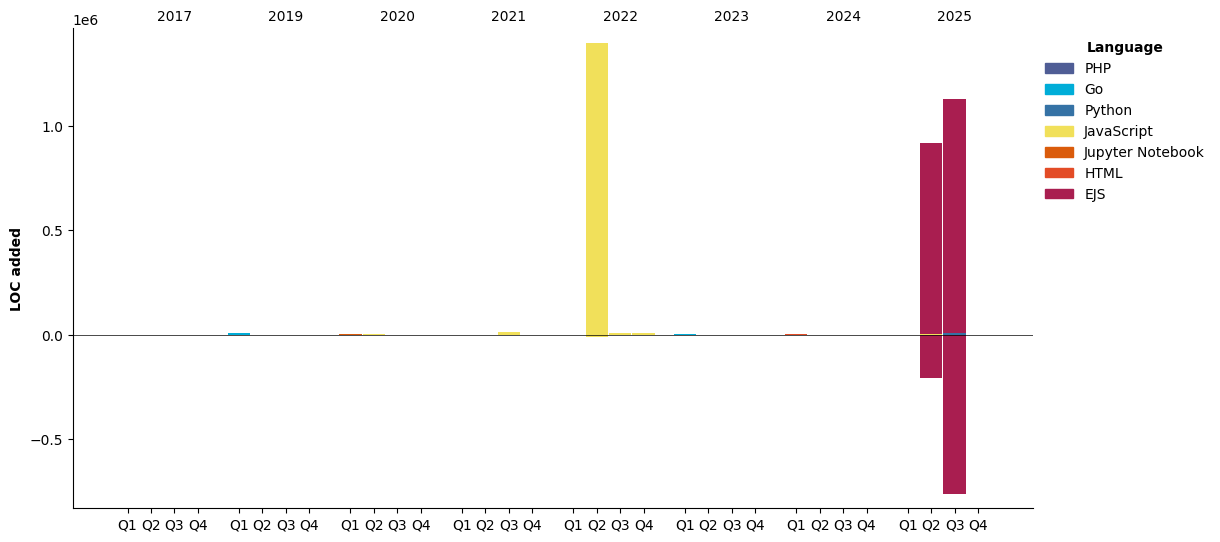 2017 2019 2020 2021 2022 2023 2024 2025
1e6
Language
PHP
Go
Python
JavaScript
Jupyter Notebook
HTML
EJS
1.0
0.5
0.0
−0.5
LOC added
Q1 Q2 Q3 Q4 Q1 Q2 Q3 Q4 Q1 Q2 Q3 Q4 Q1 Q2 Q3 Q4 Q1 Q2 Q3 Q4 Q1 Q2 Q3 Q4 Q1 Q2 Q3 Q4 Q1 Q2 Q3 Q4